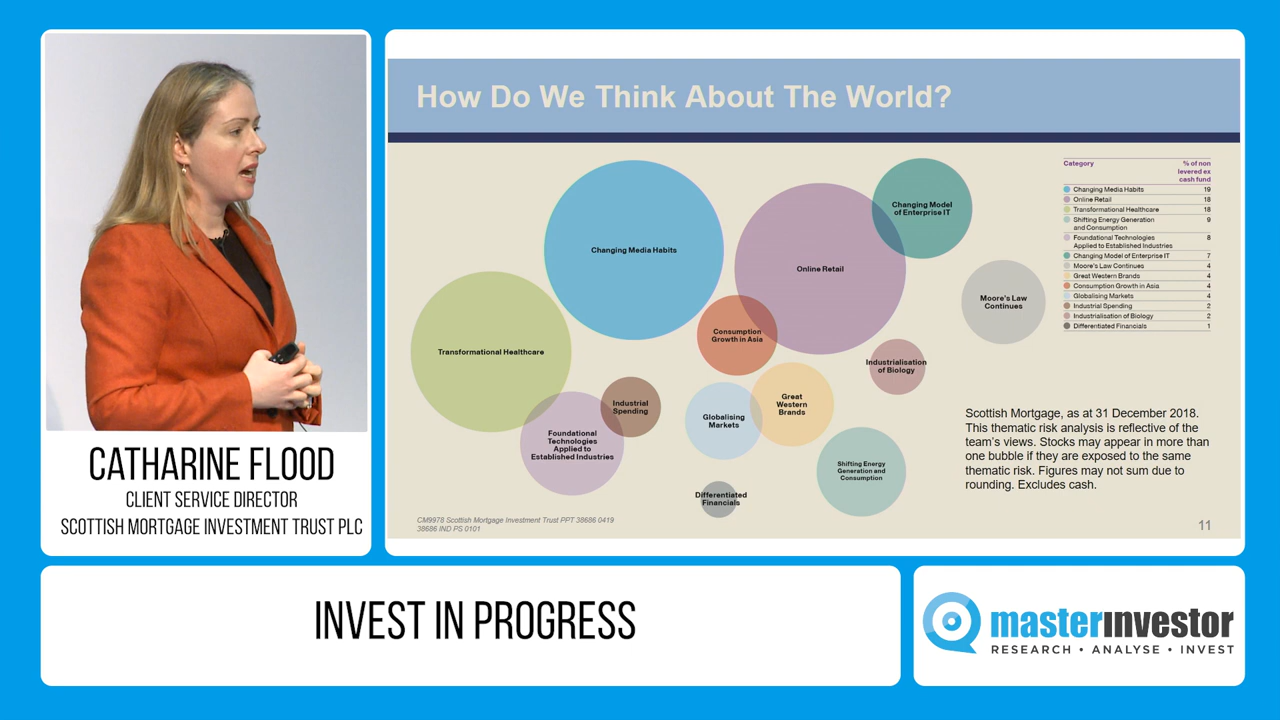 How Do We Think About The World?
Changing Media Habits
Online Retail
Changing Model
of Enterprise IT
Moore's Law
Continues
Consumption
Growth in Asia
Transformational Healthcare
Industrialisation
of Biology
Industrial
Spending
Great
Western
Brands
Globalising
Markets
Foundational
Technologies
Applied to
Established Industries
Shifting Energy
Generation and
Consumption
Differentiated
Financials
Category % of non
levered ex
cash fund
Changing Media Habits 19
Online Retail 18
Transformational Healthcare 18
Shifting Energy Generation 9
and Consumption
Foundational Technologies 8
Applied to Established Industries
Changing Model of Enterprise IT 7
Moore's Law Continues 4
Great Western Brands 4
Consumption Growth in Asia 4
Globalising Markets 4
Industrial Spending 2
Industrialisation of Biology 2
Differentiated Financials 1
Scottish Mortgage, as at 31 December 2018.
This thematic risk analysis is reflective of the
team's views. Stocks may appear in more than
one bubble if they are exposed to the same
thematic risk. Figures may not sum due to
rounding. Excludes cash.
CM9978 Scottish Mortgage Investment Trust PPT 38686 0419
38686 IND PS 0101
11
CATHARINE FLOOD
CLIENT SERVICE DIRECTOR
SCOTTISH MORTGAGE INVESTMENT TRUST PLC
INVEST IN PROGRESS
masterinvestor
RESEARCH • ANALYSE • INVEST